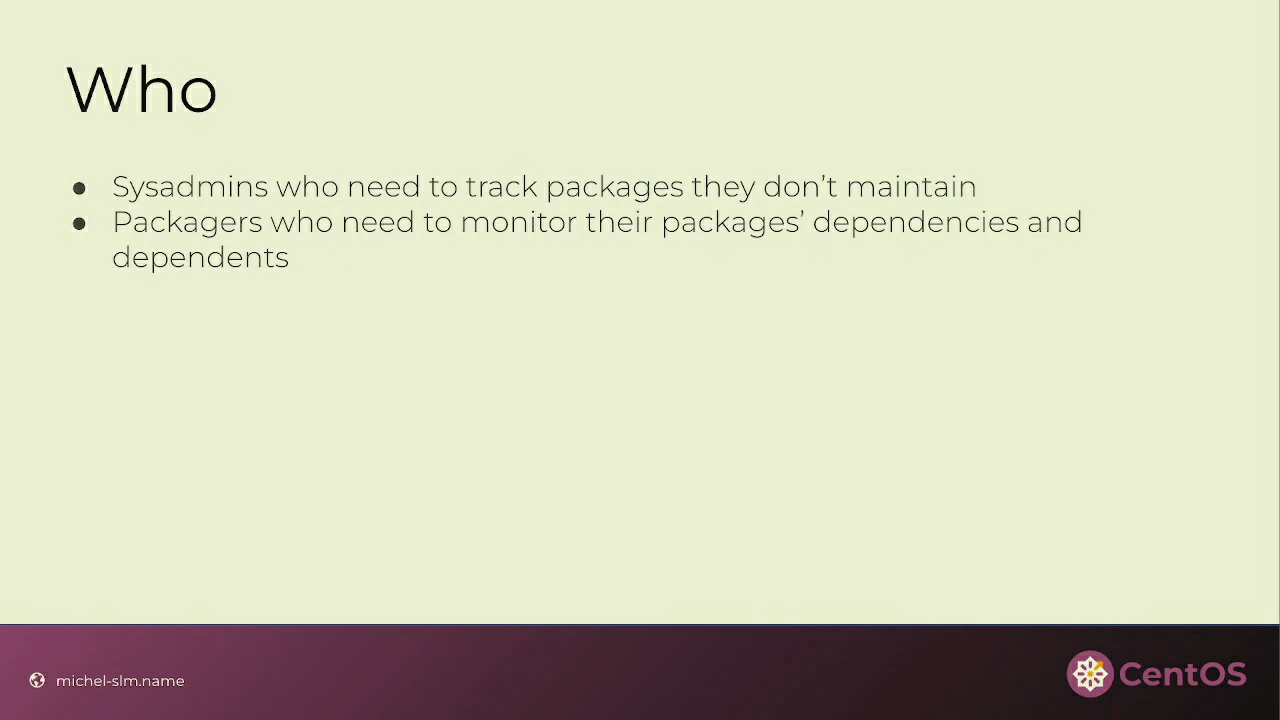 Who
● Sysadmins who need to track packages they don’t maintain
● Packagers who need to monitor their packages’ dependencies and
dependents
michel-slm.name
CentOS